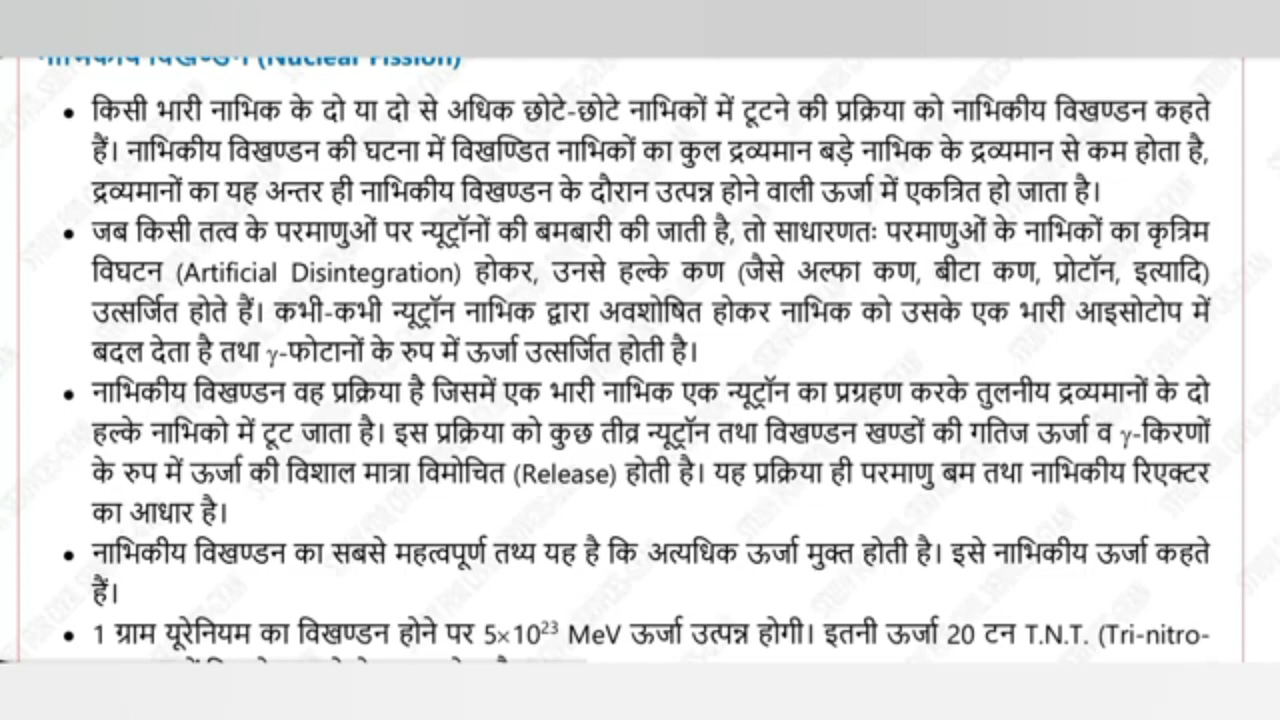 नाभिकीय विखण्डन (Nuclear Fission)
• किसी भारी नाभिक के दो या दो से अधिक छोटे-छोटे नाभिकों में टूटने की प्रक्रिया को नाभिकीय विखण्डन कहते
हैं। नाभिकीय विखण्डन की घटना में विखण्डित नाभिकों का कुल द्रव्यमान बड़े नाभिक के द्रव्यमान से कम होता है,
द्रव्यमानों का यह अन्तर ही नाभिकीय विखण्डन के दौरान उत्पन्न होने वाली ऊर्जा में एकत्रित हो जाता है।
• जब किसी तत्व के परमाणुओं पर न्यूट्रॉनों की बमबारी की जाती है, तो साधारणतः परमाणुओं के नाभिकों का कृत्रिम
विघटन (Artificial Disintegration) होकर, उनसे हल्के कण (जैसे अल्फा कण, बीटा कण, प्रोटॉन, इत्यादि)
उत्सर्जित होते हैं। कभी-कभी न्यूट्रॉन नाभिक द्वारा अवशोषित होकर नाभिक को उसके एक भारी आइसोटोप में
बदल देता है तथा γ-फोटानों के रुप में ऊर्जा उत्सर्जित होती है।
• नाभिकीय विखण्डन वह प्रक्रिया है जिसमें एक भारी नाभिक एक न्यूट्रॉन का प्रग्रहण करके तुलनीय द्रव्यमानों के दो
हल्के नाभिको में टूट जाता है। इस प्रक्रिया को कुछ तीव्र न्यूट्रॉन तथा विखण्डन खण्डों की गतिज ऊर्जा व γ-किरणों
के रुप में ऊर्जा की विशाल मात्रा विमोचित (Release) होती है। यह प्रक्रिया ही परमाणु बम तथा नाभिकीय रिएक्टर
का आधार है।
• नाभिकीय विखण्डन का सबसे महत्वपूर्ण तथ्य यह है कि अत्यधिक ऊर्जा मुक्त होती है। इसे नाभिकीय ऊर्जा कहते
हैं।
• 1 ग्राम यूरेनियम का विखण्डन होने पर 5×10²³ MeV ऊर्जा उत्पन्न होगी। इतनी ऊर्जा 20 टन T.N.T. (Tri-nitro-